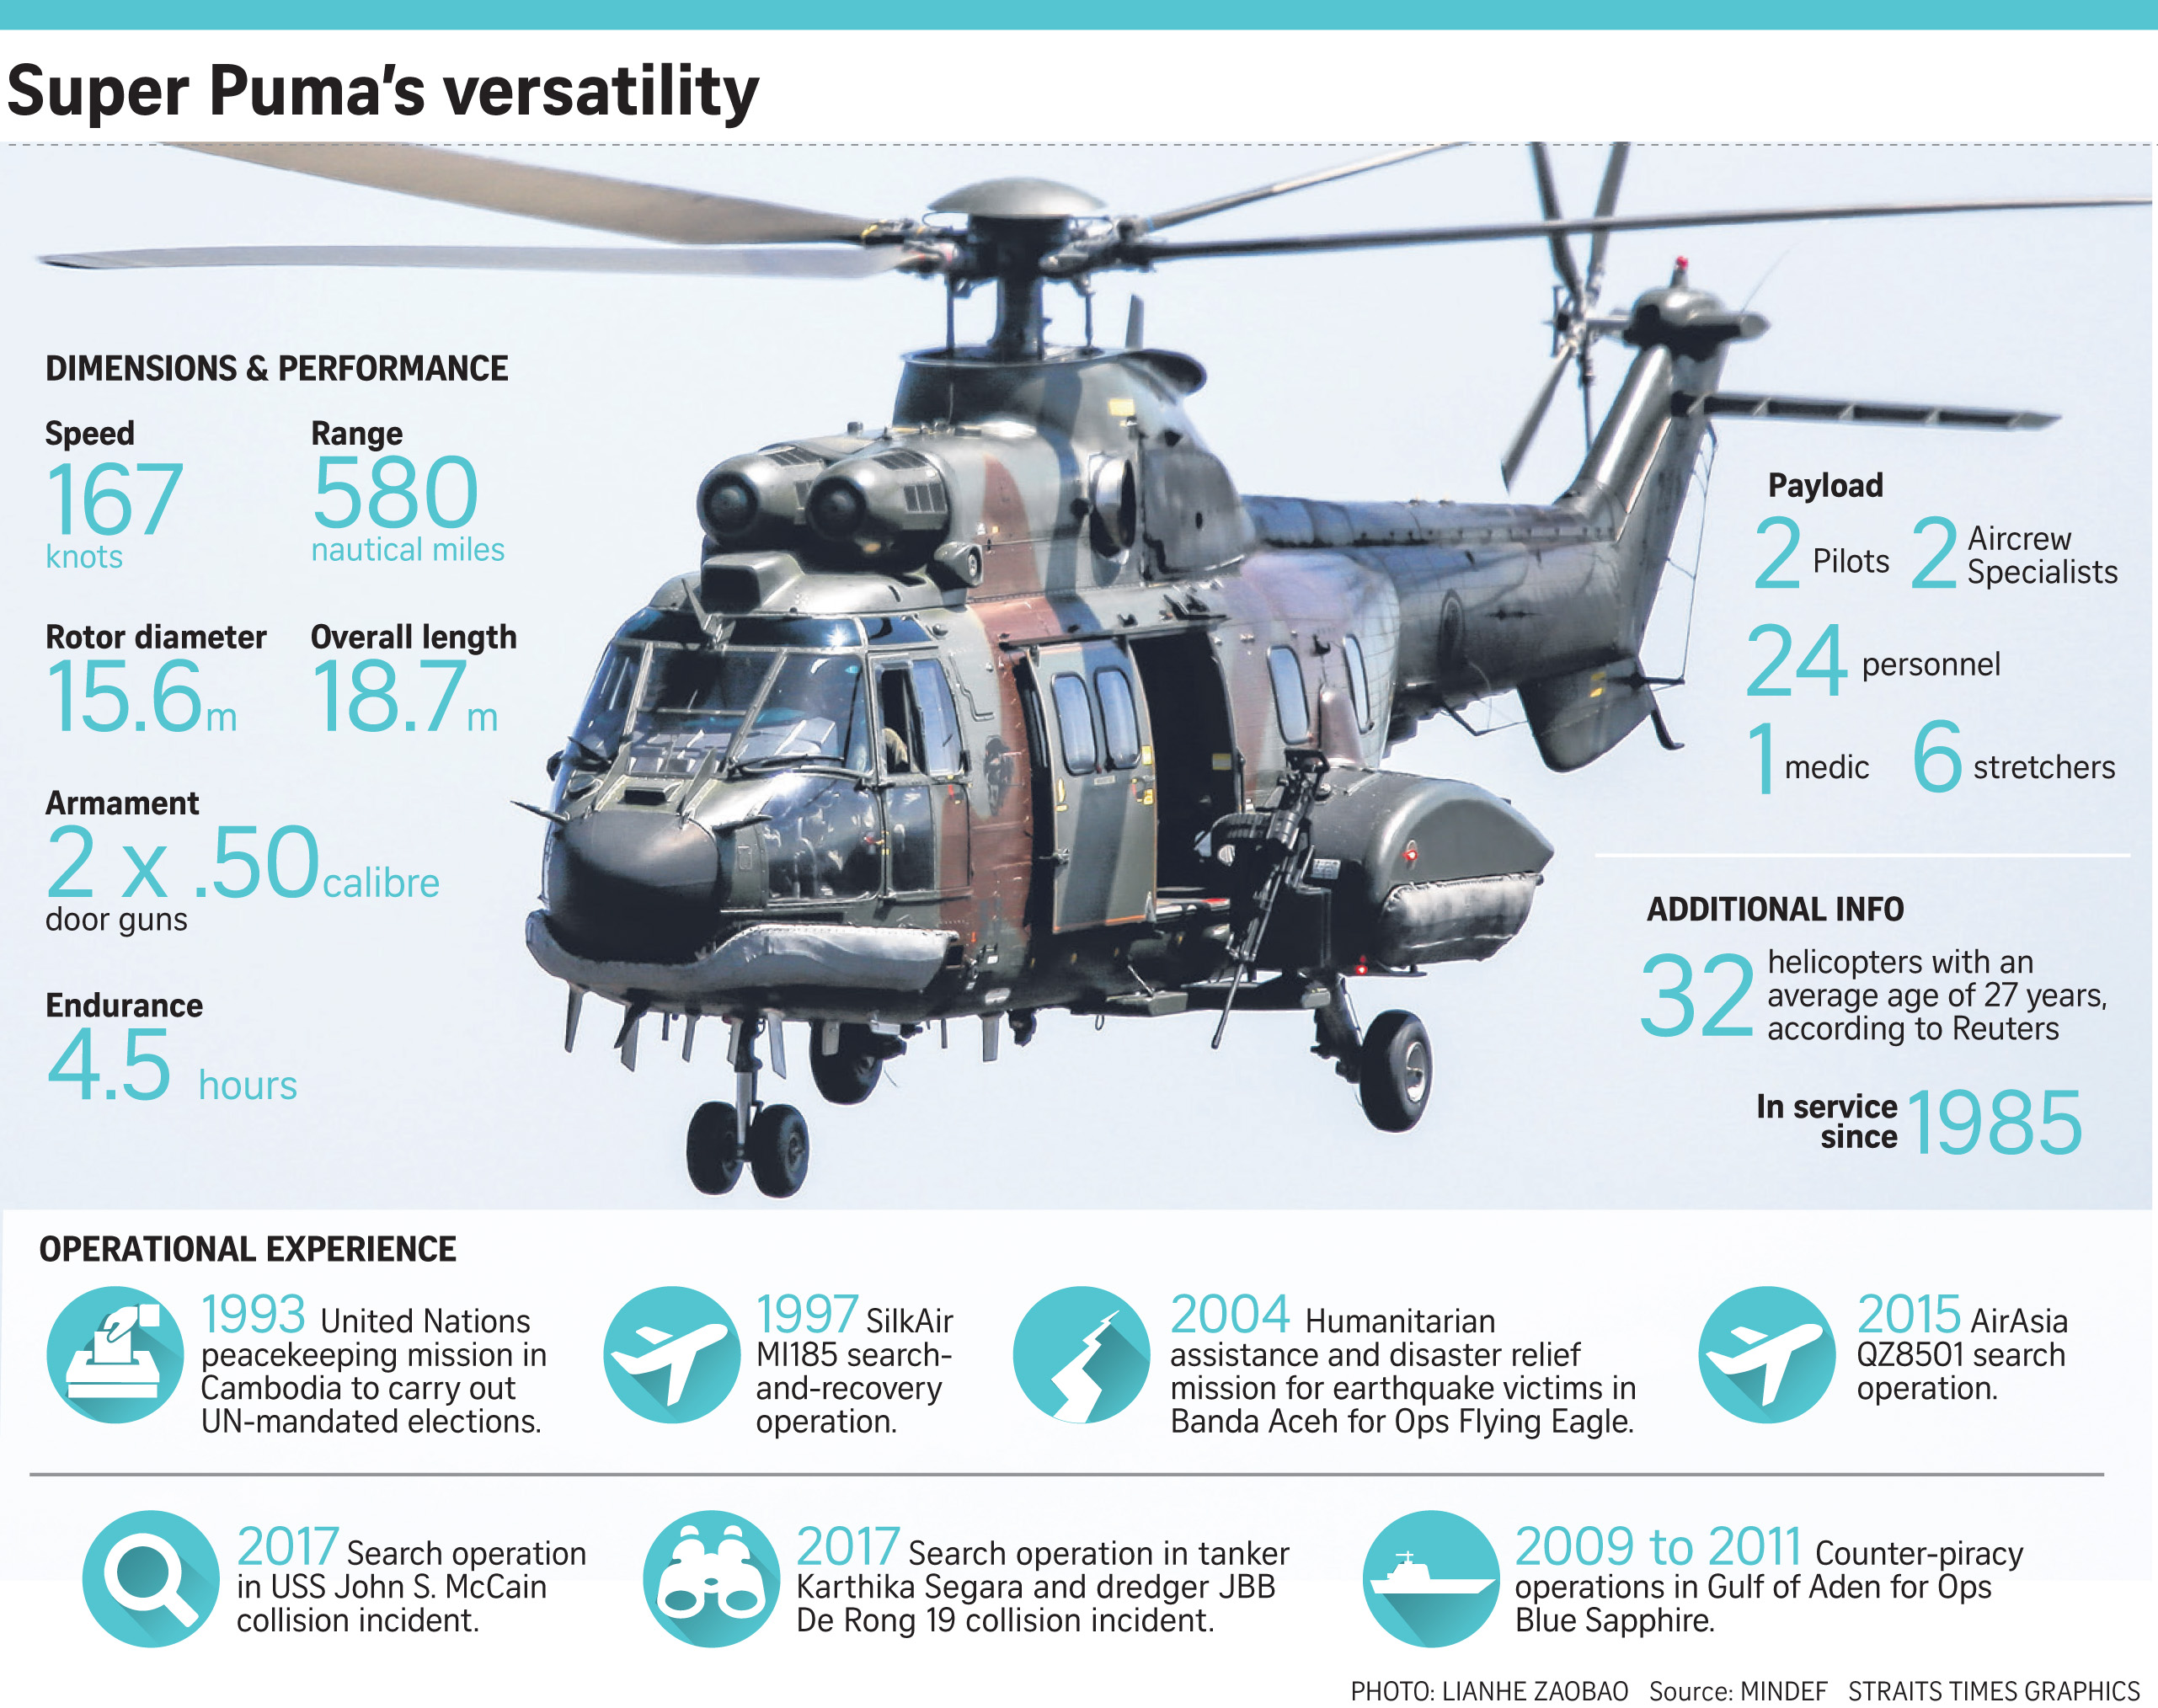 Super Puma's versatility
DIMENSIONS & PERFORMANCE
Speed
167
knots
Range
580
nautical miles
Rotor diameter
15.6m
Overall length
18.7m
Armament
2 x .50 calibre
door guns
Endurance
4.5 hours
Payload
2 Pilots
2 Aircrew
Specialists
24 personnel
1 medic
6 stretchers
ADDITIONAL INFO
32 helicopters with an
average age of 27 years,
according to Reuters
In service
since 1985
OPERATIONAL EXPERIENCE
1993 United Nations
peacekeeping mission in
Cambodia to carry out
UN-mandated elections.
1997 SilkAir
MI185 search-
and-recovery
operation.
2004 Humanitarian
assistance and disaster relief
mission for earthquake victims in
Banda Aceh for Ops Flying Eagle.
2015 AirAsia
QZ8501 search
operation.
2017 Search operation
in USS John S. McCain
collision incident.
2017 Search operation in tanker
Karthika Segara and dredger JBB
De Rong 19 collision incident.
2009 to 2011 Counter-piracy
operations in Gulf of Aden for Ops
Blue Sapphire.
PHOTO: LIANHE ZAOBAO Source: MINDEF STRAITS TIMES GRAPHICS